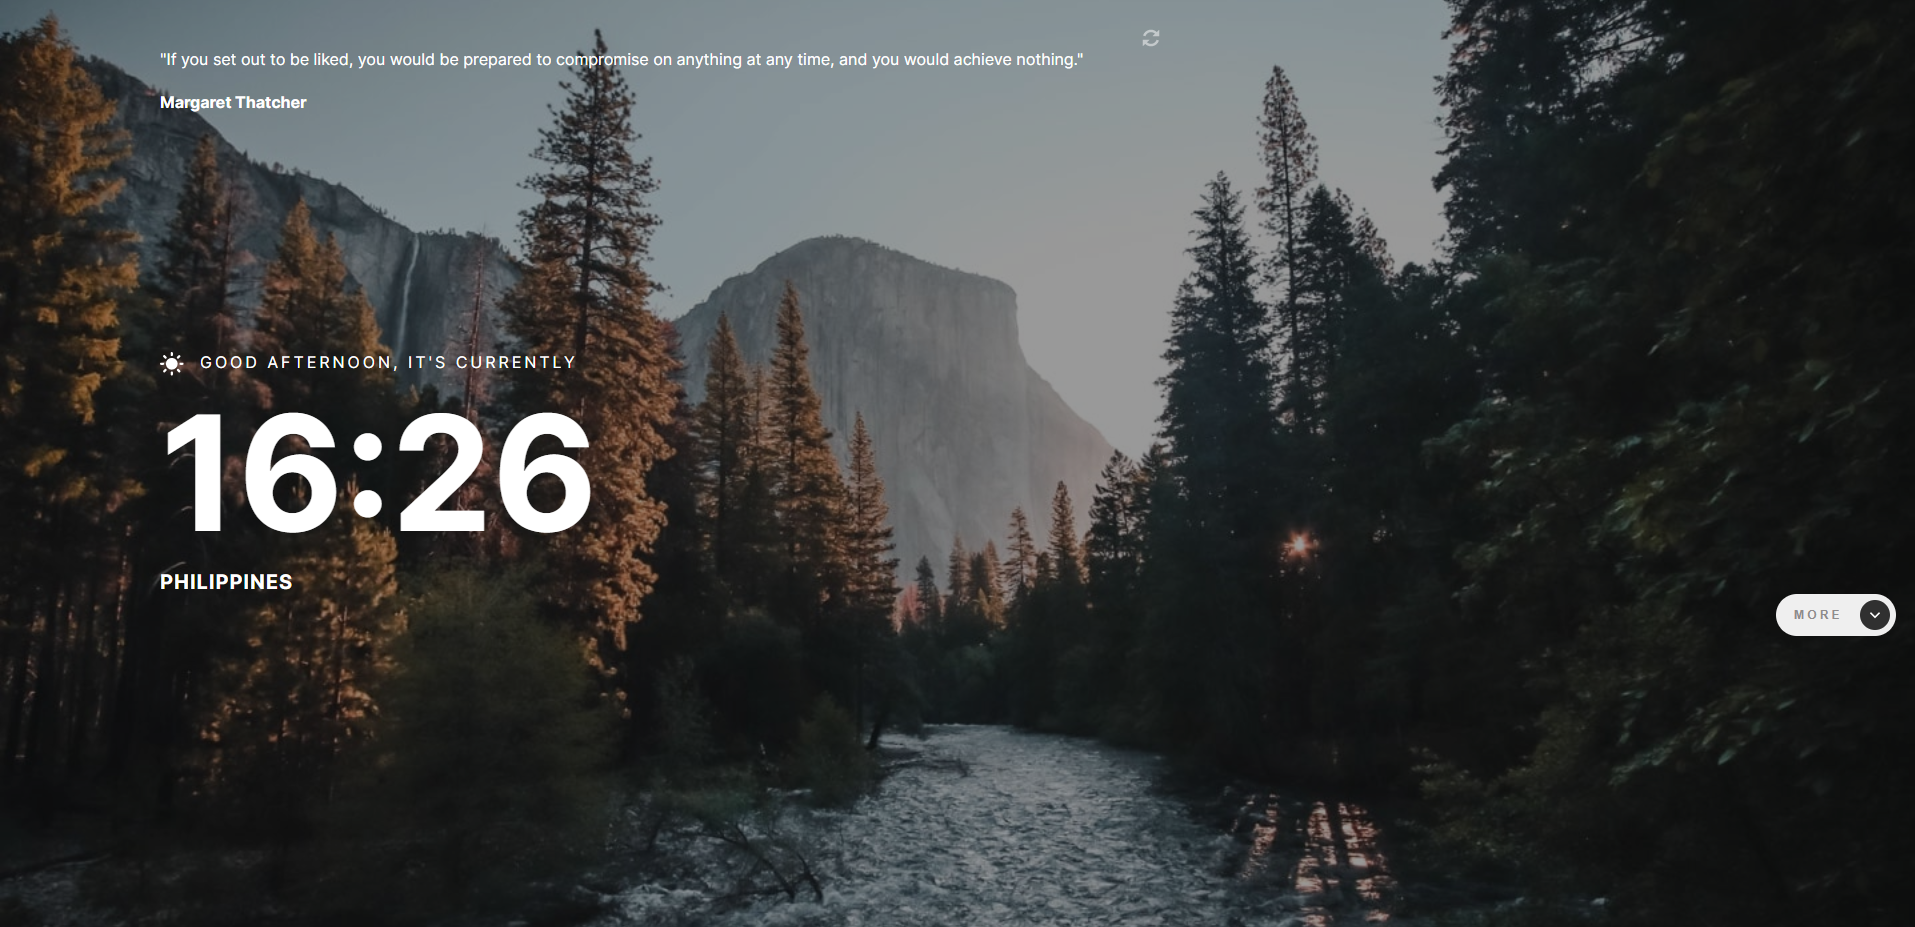 "If you set out to be liked, you would be prepared to compromise on anything at any time, and you would achieve nothing."
Margaret Thatcher
GOOD AFTERNOON, IT'S CURRENTLY
16:26
PHILIPPINES
MORE